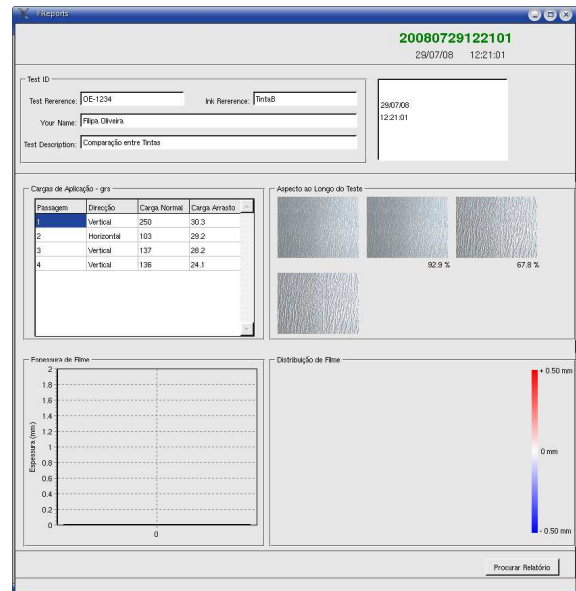 FReports
20080729122101
29/07/08 12:21:01
Test ID
Test Rererence: OE-1234 Ink Rererence: TintaB
Your Name: Filipa Oliveira
Test Description: Comparação entre Tintas
29/07/08
12:21:01
Cargas de Aplicação - grs
Passagem Direcção Carga Normal Carga Arrasto
1 Vertical 250 30.3
2 Horizontal 103 29.2
3 Vertical 137 28.2
4 Vertical 136 24.1
Aspecto ao Longo do Teste
92.9 % 67.8 %
Espessura de Filme
Espessura (mm)
2
1.8
1.6
1.4
1.2
1
0.8
0.6
0.4
0.2
0
0
Distribuição de Filme
+ 0.50 mm
0 mm
- 0.50 mm
Procurar Relatório